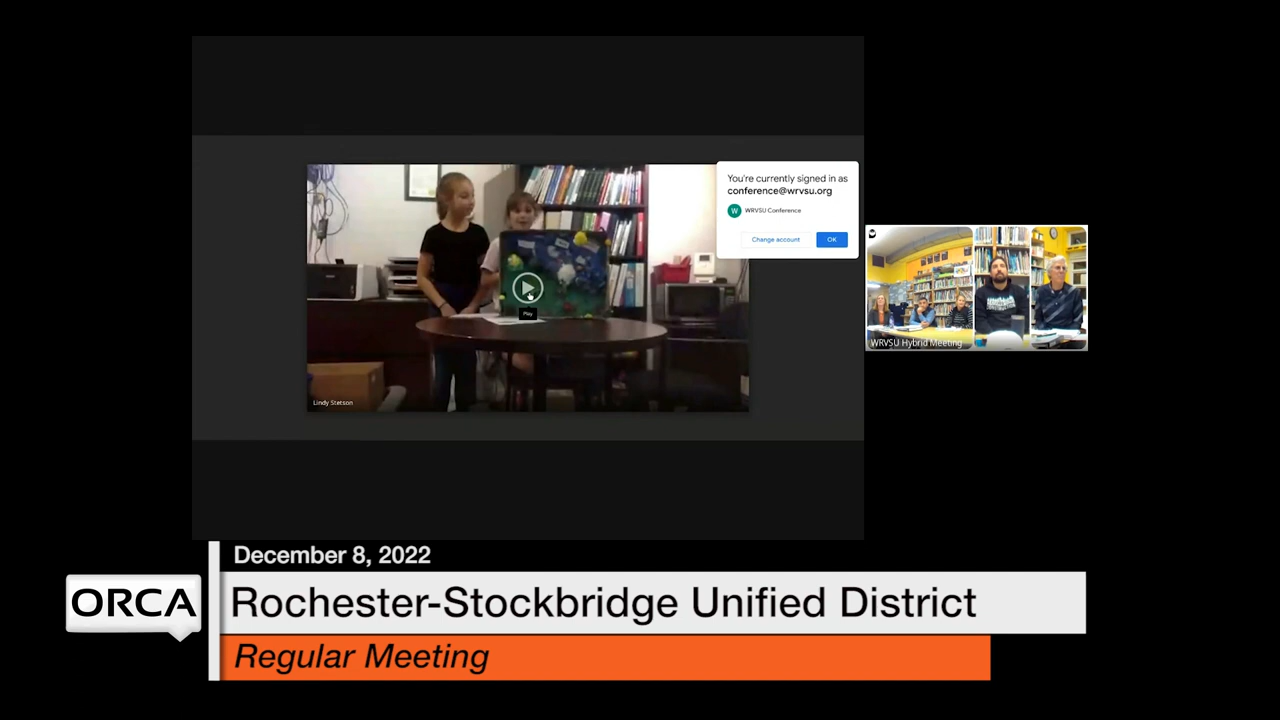 You're currently signed in as
conference@wrvsu.org
W
WRVSU Conference
Change account
OK
Play
Lindy Stetson
WRVSU Hybrid Meeting
December 8, 2022
ORCA
Rochester-Stockbridge Unified District
Regular Meeting